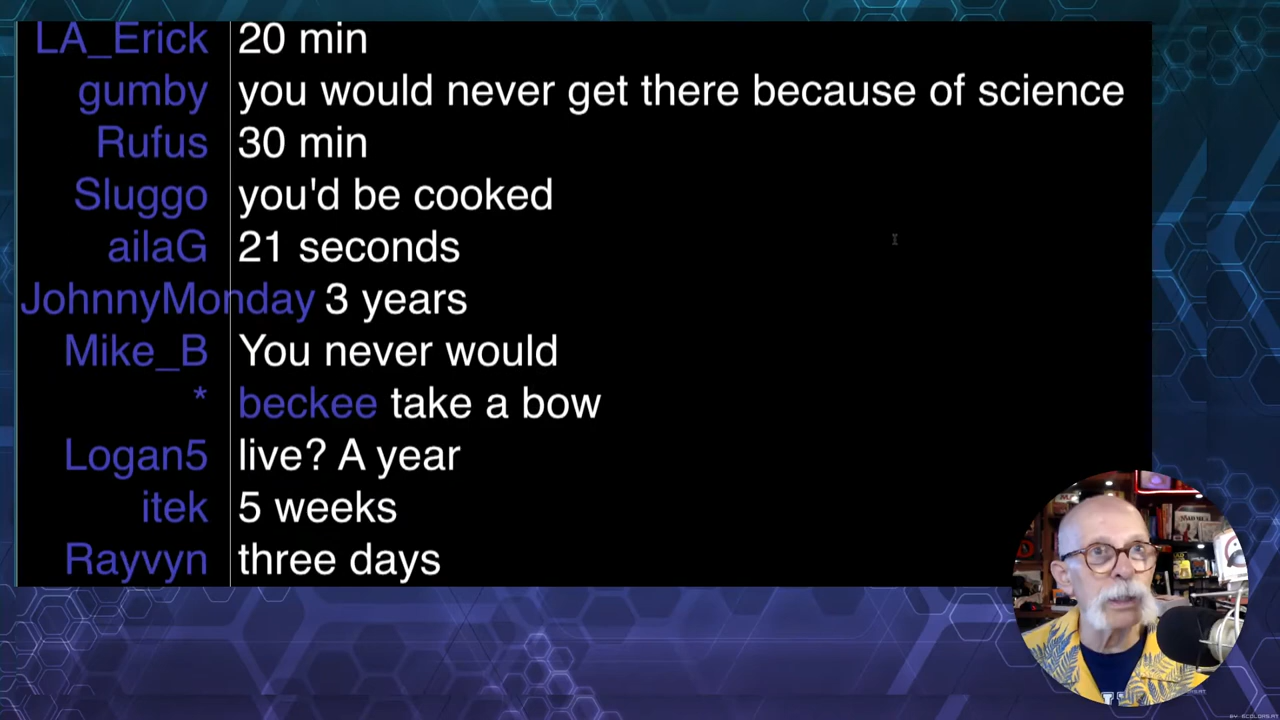 LA_Erick 20 min
gumby you would never get there because of science
Rufus 30 min
Sluggo you'd be cooked
ailaG 21 seconds
JohnnyMonday 3 years
Mike_B You never would
* beckee take a bow
Logan5 live? A year
itek 5 weeks
Rayvyn three days